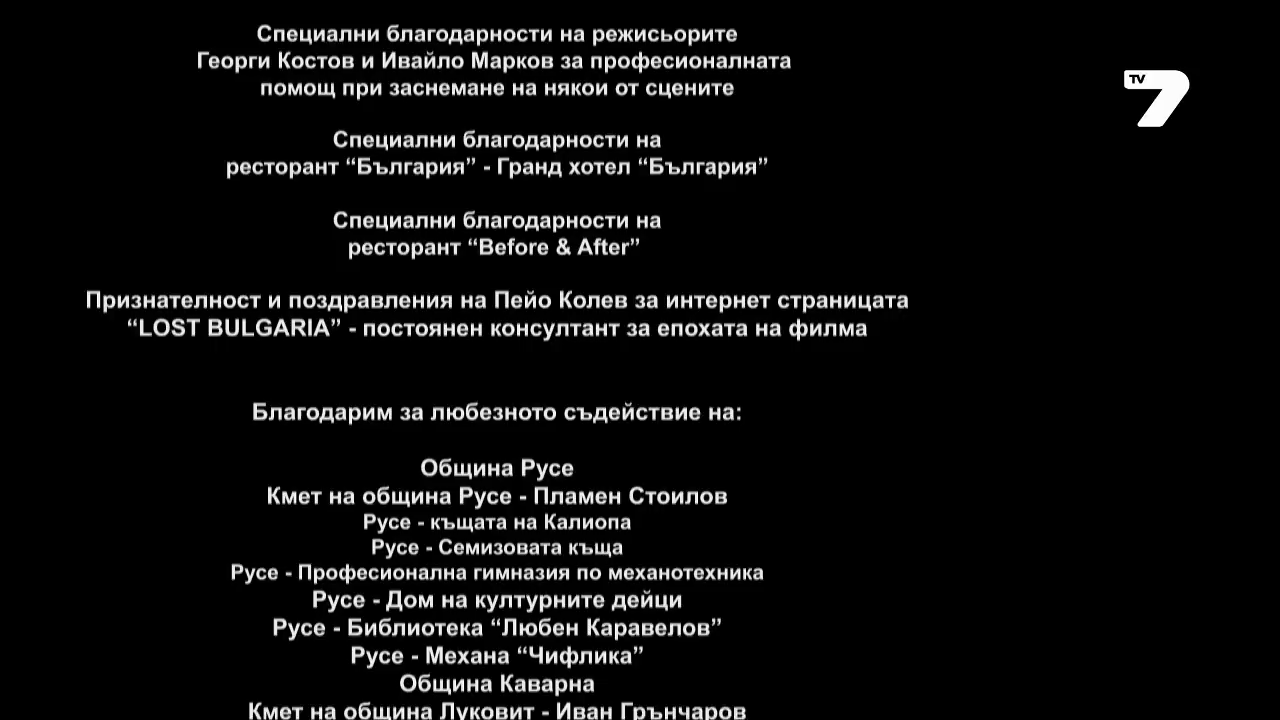 Специални благодарности на режисьорите
Георги Костов и Ивайло Марков за професионалната
помощ при заснемане на някои от сцените
TV
7
Специални благодарности на
ресторант “България” - Гранд хотел “България”
Специални благодарности на
ресторант “Before & After”
Признателност и поздравления на Пейо Колев за интернет страницата
“LOST BULGARIA” - постоянен консултант за епохата на филма
Благодарим за любезното съдействие на:
Община Русе
Кмет на община Русе - Пламен Стоилов
Русе - къщата на Калиопа
Русе - Семизовата къща
Русе - Професионална гимназия по механотехника
Русе - Дом на културните дейци
Русе - Библиотека “Любен Каравелов”
Русе - Механа “Чифлика”
Община Каварна
Кмет на община Луковит - Иван Грънчаров